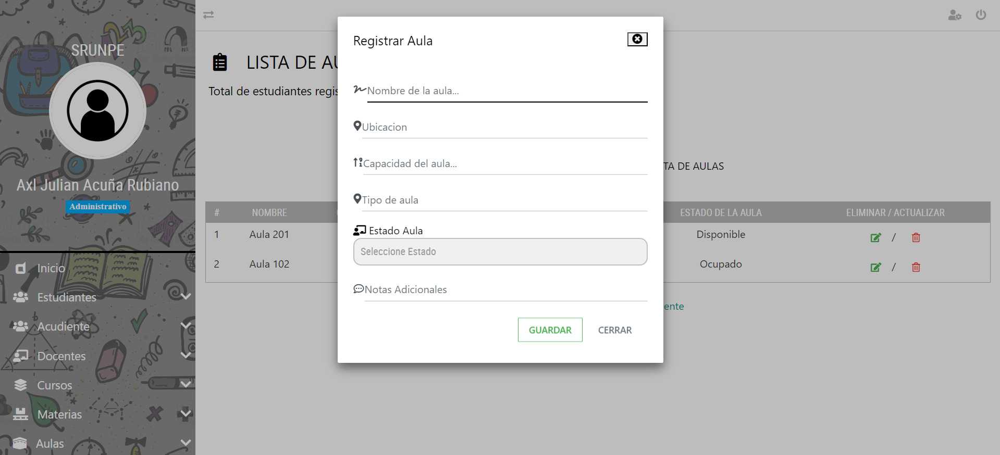 SRUNPE
Axl Julian Acuña Rubiano
Administrativo
Inicio
Estudiantes
Acudiente
Docentes
Cursos
Materias
Aulas
LISTA DE AU
Total de estudiantes regis
TA DE AULAS
# NOMBRE ESTADO DE LA AULA ELIMINAR / ACTUALIZAR
1 Aula 201 Disponible /
2 Aula 102 Ocupado /
ente
Registrar Aula
Nombre de la aula...
Ubicacion
Capacidad del aula...
Tipo de aula
Estado Aula
Seleccione Estado
Notas Adicionales
GUARDAR CERRAR